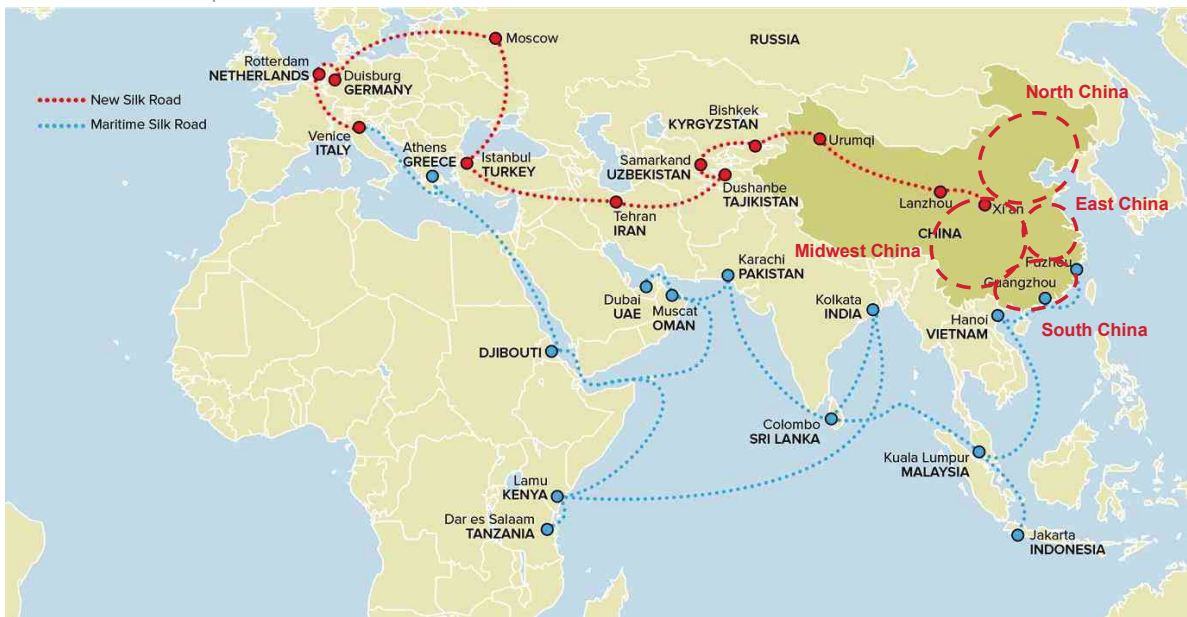 Moscow
RUSSIA
Rotterdam
NETHERLANDS
Duisburg
GERMANY
New Silk Road
Maritime Silk Road
North China
Bishkek
KYRGYZSTAN
Urumqi
Venice
ITALY
Athens
GREECE
Istanbul
TURKEY
Samarkand
UZBEKISTAN
Dushanbe
TAJIKISTAN
Lanzhou
Xi'an
East China
Tehran
IRAN
CHINA
Midwest China
Karachi
PAKISTAN
Fuzhou
Guangzhou
Dubai
UAE
Muscat
OMAN
Kolkata
INDIA
Hanoi
VIETNAM
South China
DJIBOUTI
Colombo
SRI LANKA
Kuala Lumpur
MALAYSIA
Lamu
KENYA
Dar es Salaam
TANZANIA
Jakarta
INDONESIA